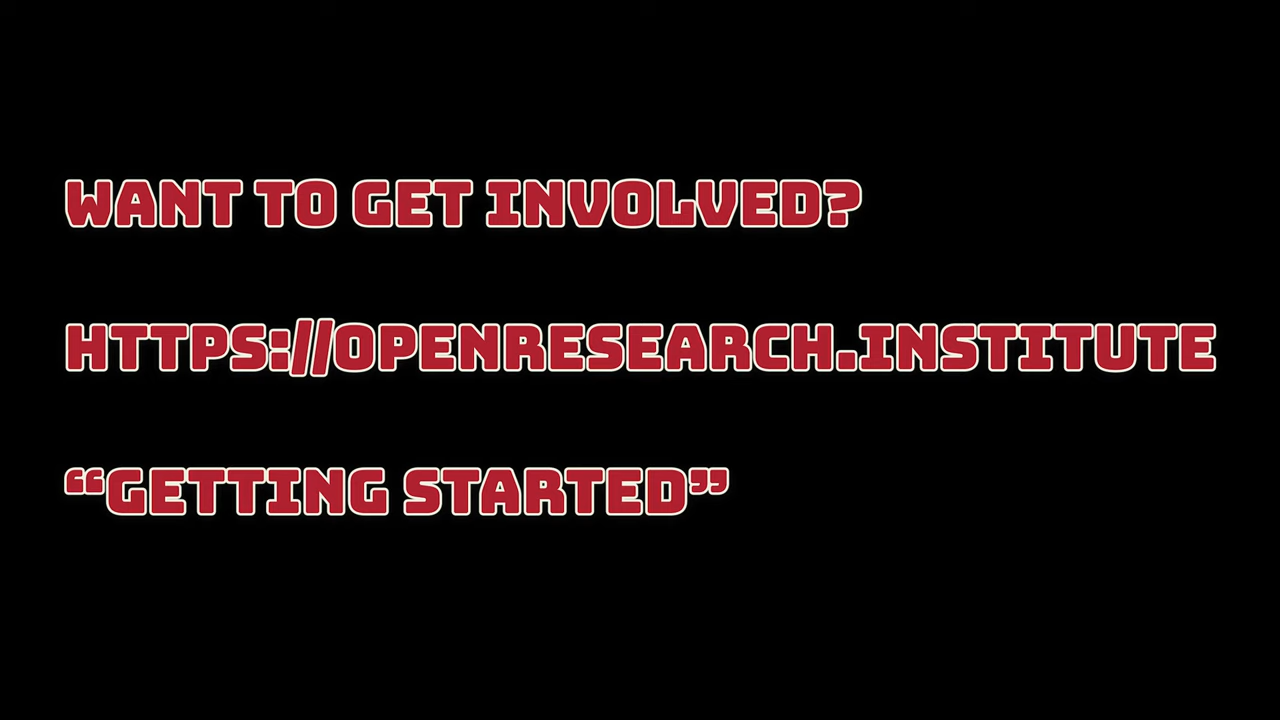 WANT TO GET INVOLVED?
HTTPS://OPENRESEARCH.INSTITUTE
“GETTING STARTED”